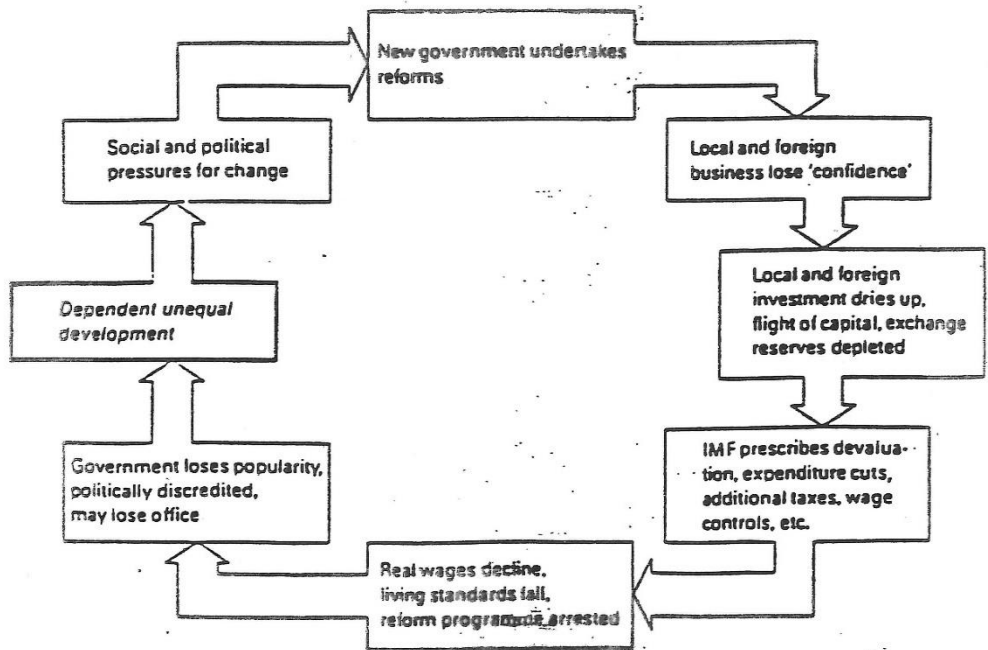 New government undertakes
reforms
Local and foreign
business lose 'confidence'
Local and foreign
investment dries up,
flight of capital, exchange
reserves depleted
IMF prescribes devalua-
tion, expenditure cuts,
additional taxes, wage
controls, etc.
Real wages decline,
living standards fall,
reform programme arrested
Government loses popularity,
politically discredited,
may lose office
Dependent unequal
development
Social and political
pressures for change